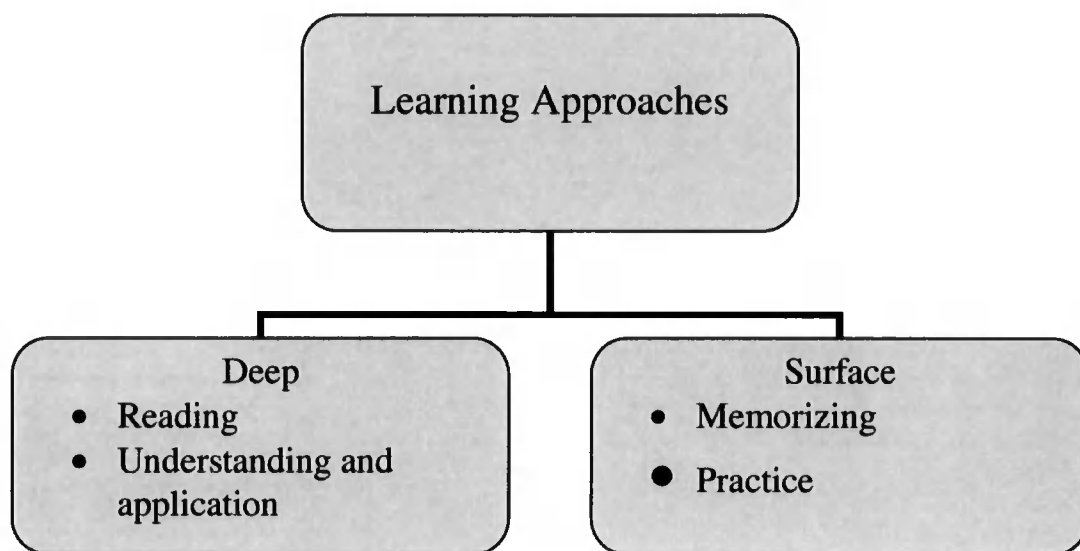 Learning Approaches
Deep
• Reading
• Understanding and
application
Surface
• Memorizing
• Practice